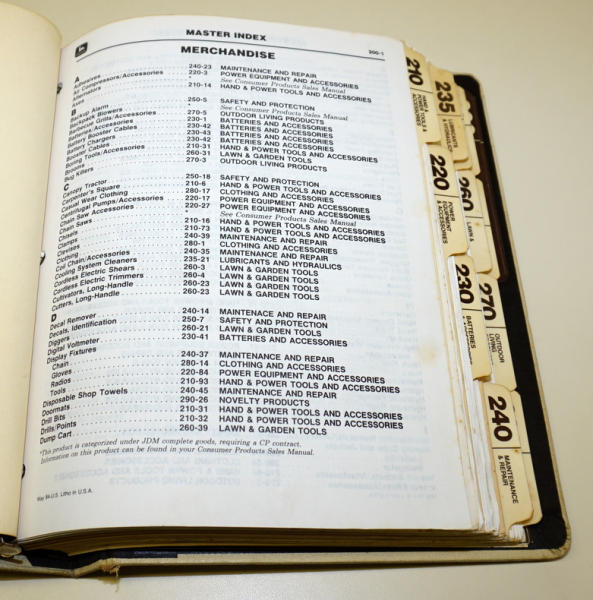 MASTER INDEX
MERCHANDISE 200-1
A
Adhesives 240-23 MAINTENANCE AND REPAIR
Air Compressors/Accessories 220-3 POWER EQUIPMENT AND ACCESSORIES
Alternators * See Consumer Products Sales Manual
Axes 210-14 HAND & POWER TOOLS AND ACCESSORIES
B
Backup Alarm 250-5 SAFETY AND PROTECTION
Backpack Blowers * See Consumer Products Sales Manual
Barbecue Grills/Accessories 270-5 OUTDOOR LIVING PRODUCTS
Batteries/Accessories 230-1 BATTERIES AND ACCESSORIES
Battery Booster Cables 230-42 BATTERIES AND ACCESSORIES
Battery Chargers 230-43 BATTERIES AND ACCESSORIES
Booster Cables 230-42 BATTERIES AND ACCESSORIES
Boring Tools/Accessories 210-31 HAND & POWER TOOLS AND ACCESSORIES
Brooms 260-31 LAWN & GARDEN TOOLS
Bug Killers 270-3 OUTDOOR LIVING PRODUCTS
C
Canopy Tractor 250-18 SAFETY AND PROTECTION
Carpenter's Square 210-6 HAND & POWER TOOLS AND ACCESSORIES
Casual Wear Clothing 280-17 CLOTHING AND ACCESSORIES
Centrifugal Pumps/Accessories 220-17 POWER EQUIPMENT AND ACCESSORIES
Chain Saw Accessories 220-27 POWER EQUIPMENT AND ACCESSORIES
Chain Saws * See Consumer Products Sales Manual
Chisels 210-16 HAND & POWER TOOLS AND ACCESSORIES
Clamps 210-73 HAND & POWER TOOLS AND ACCESSORIES
Clevises 240-39 MAINTENANCE AND REPAIR
Clothing 280-1 CLOTHING AND ACCESSORIES
Coil Chain/Accessories 240-35 MAINTENANCE AND REPAIR
Cooling System Cleaners 235-21 LUBRICANTS AND HYDRAULICS
Cordless Electric Shears 260-3 LAWN & GARDEN TOOLS
Cordless Electric Trimmers 260-4 LAWN & GARDEN TOOLS
Cultivators, Long-Handle 260-23 LAWN & GARDEN TOOLS
Cutters, Long-Handle 260-23 LAWN & GARDEN TOOLS
D
Decal Remover 240-14 MAINTENACE AND REPAIR
Decals, Identification 250-7 SAFETY AND PROTECTION
Diggers 260-21 LAWN & GARDEN TOOLS
Digital Voltmeter 230-41 BATTERIES AND ACCESSORIES
Display Fixtures
Chain 240-37 MAINTENANCE AND REPAIR
Gloves 280-14 CLOTHING AND ACCESSORIES
Radios 220-84 POWER EQUIPMENT AND ACCESSORIES
Tools 210-93 HAND & POWER TOOLS AND ACCESSORIES
Disposable Shop Towels 240-45 MAINTENANCE AND REPAIR
Doormats 290-26 NOVELTY PRODUCTS
Drill Bits 210-31 HAND & POWER TOOLS AND ACCESSORIES
Drills/Points 210-32 HAND & POWER TOOLS AND ACCESSORIES
Dump Cart 260-39 LAWN & GARDEN TOOLS
*This product is categorized under JDM complete goods, requiring a CP contract.
Information on this product can be found in your Consumer Products Sales Manual.
May 84-U.S. Litho in U.S.A.
210
HAND & POWER TOOLS & ACCESSORIES
235
LUBRICANTS & HYDRAULICS
220
POWER EQUIPMENT & ACCESSORIES
260
LAWN &
230
BATTERIES
270
OUTDOOR LIVING
240
MAINTENANCE & REPAIR